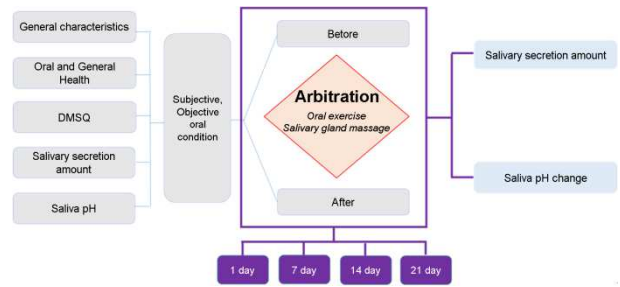 General characteristics
Oral and General
Health
DMSQ
Salivary secretion
amount
Saliva pH
Subjective,
Objective
oral
condition
Betore
Arbitration
Oral exercise
Salivary gland massage
After
1 day
7 day
14 day
21 day
Salivary secretion amount
Saliva pH change